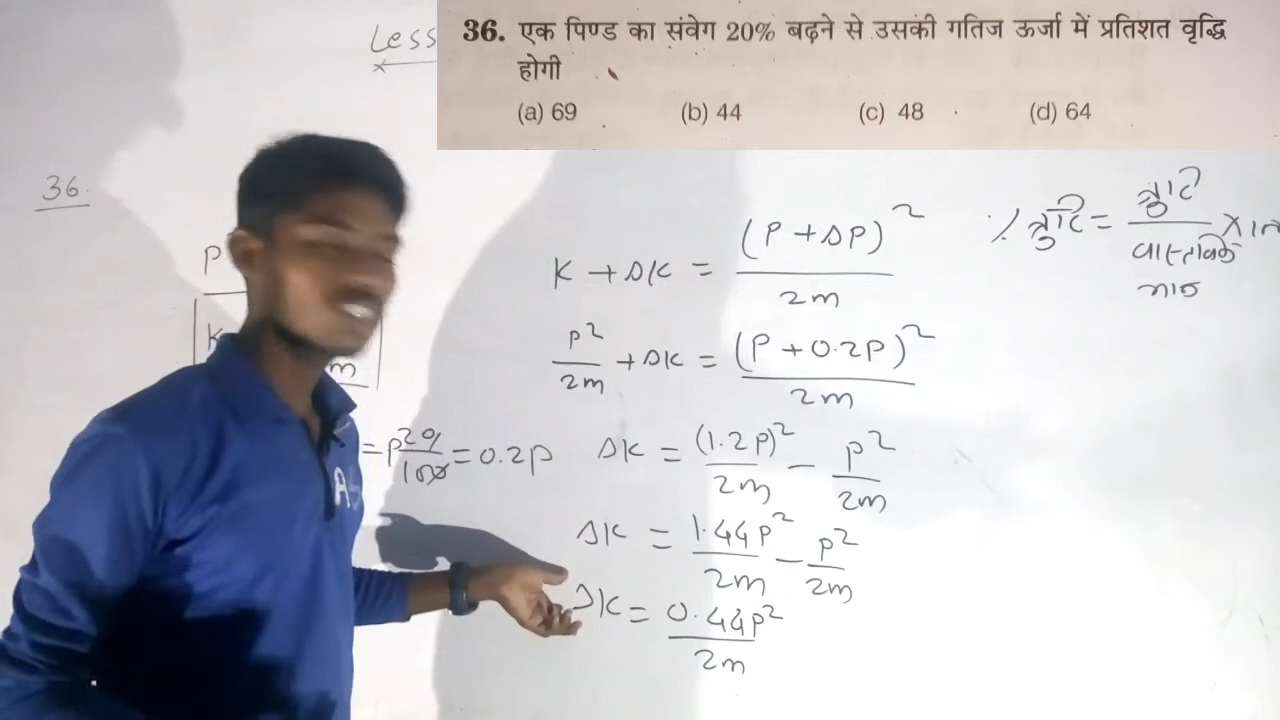 Less
36. एक पिण्ड का संवेग 20% बढ़ने से उसकी गतिज ऊर्जा में प्रतिशत वृद्धि
होगी
(a) 69 (b) 44 (c) 48 (d) 64
36.
P
K
m
= p 20/100 = 0.2p
K + ΔK = (P + ΔP)² / 2m
p²/2m + ΔK = (P + 0.2P)² / 2m
ΔK = (1.2P)²/2m - p²/2m
ΔK = 1.44p²/2m - p²/2m
ΔK = 0.44p²/2m
% त्रुटि = त्रुटि / वास्तविक मान